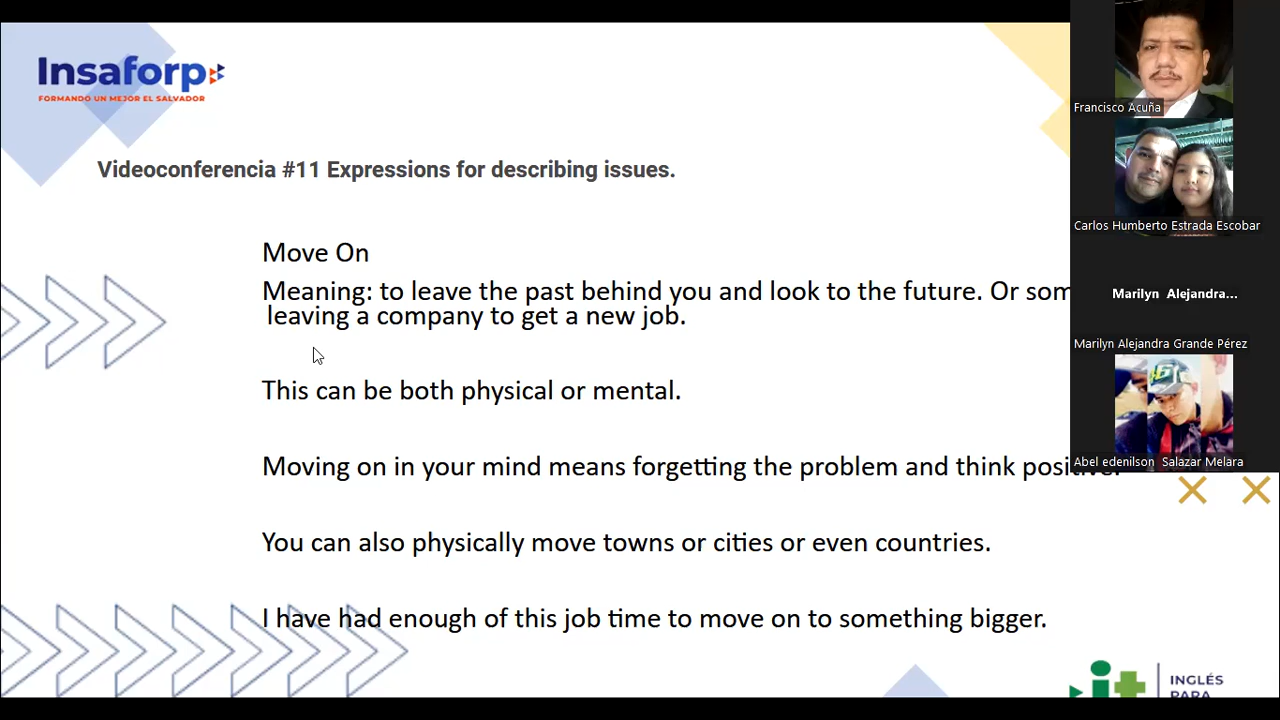 Insaforp
FORMANDO UN MEJOR EL SALVADOR
Videoconferencia #11 Expressions for describing issues.
Move On
Meaning: to leave the past behind you and look to the future. Or
leaving a company to get a new job.
This can be both physical or mental.
Moving on in your mind means forgetting the problem and think
You can also physically move towns or cities or even countries.
I have had enough of this job time to move on to something bigger.
INGLÉS
PARA
Francisco Acuña
Carlos Humberto Estrada Escobar
Marilyn Alejandra...
Marilyn Alejandra Grande Pérez
46
Abel edenilson Salazar Melara